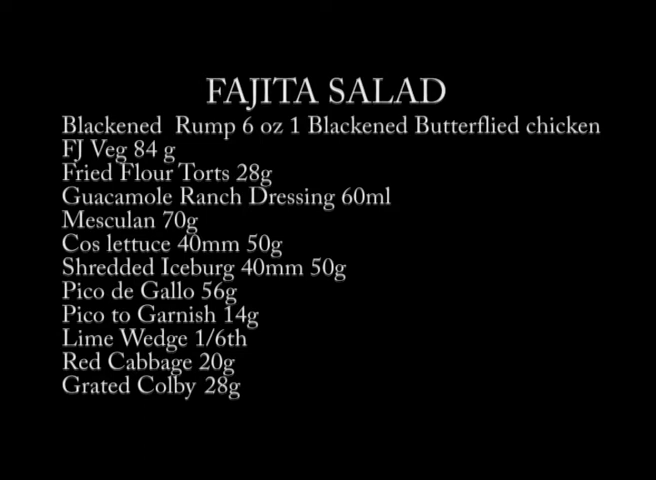 FAJITA SALAD
Blackened Rump 6 oz 1 Blackened Butterflied chicken
FJ Veg 84 g
Fried Flour Torts 28g
Guacamole Ranch Dressing 60ml
Mesculan 70g
Cos lettuce 40mm 50g
Shredded Iceburg 40mm 50g
Pico de Gallo 56g
Pico to Garnish 14g
Lime Wedge 1/6th
Red Cabbage 20g
Grated Colby 28g